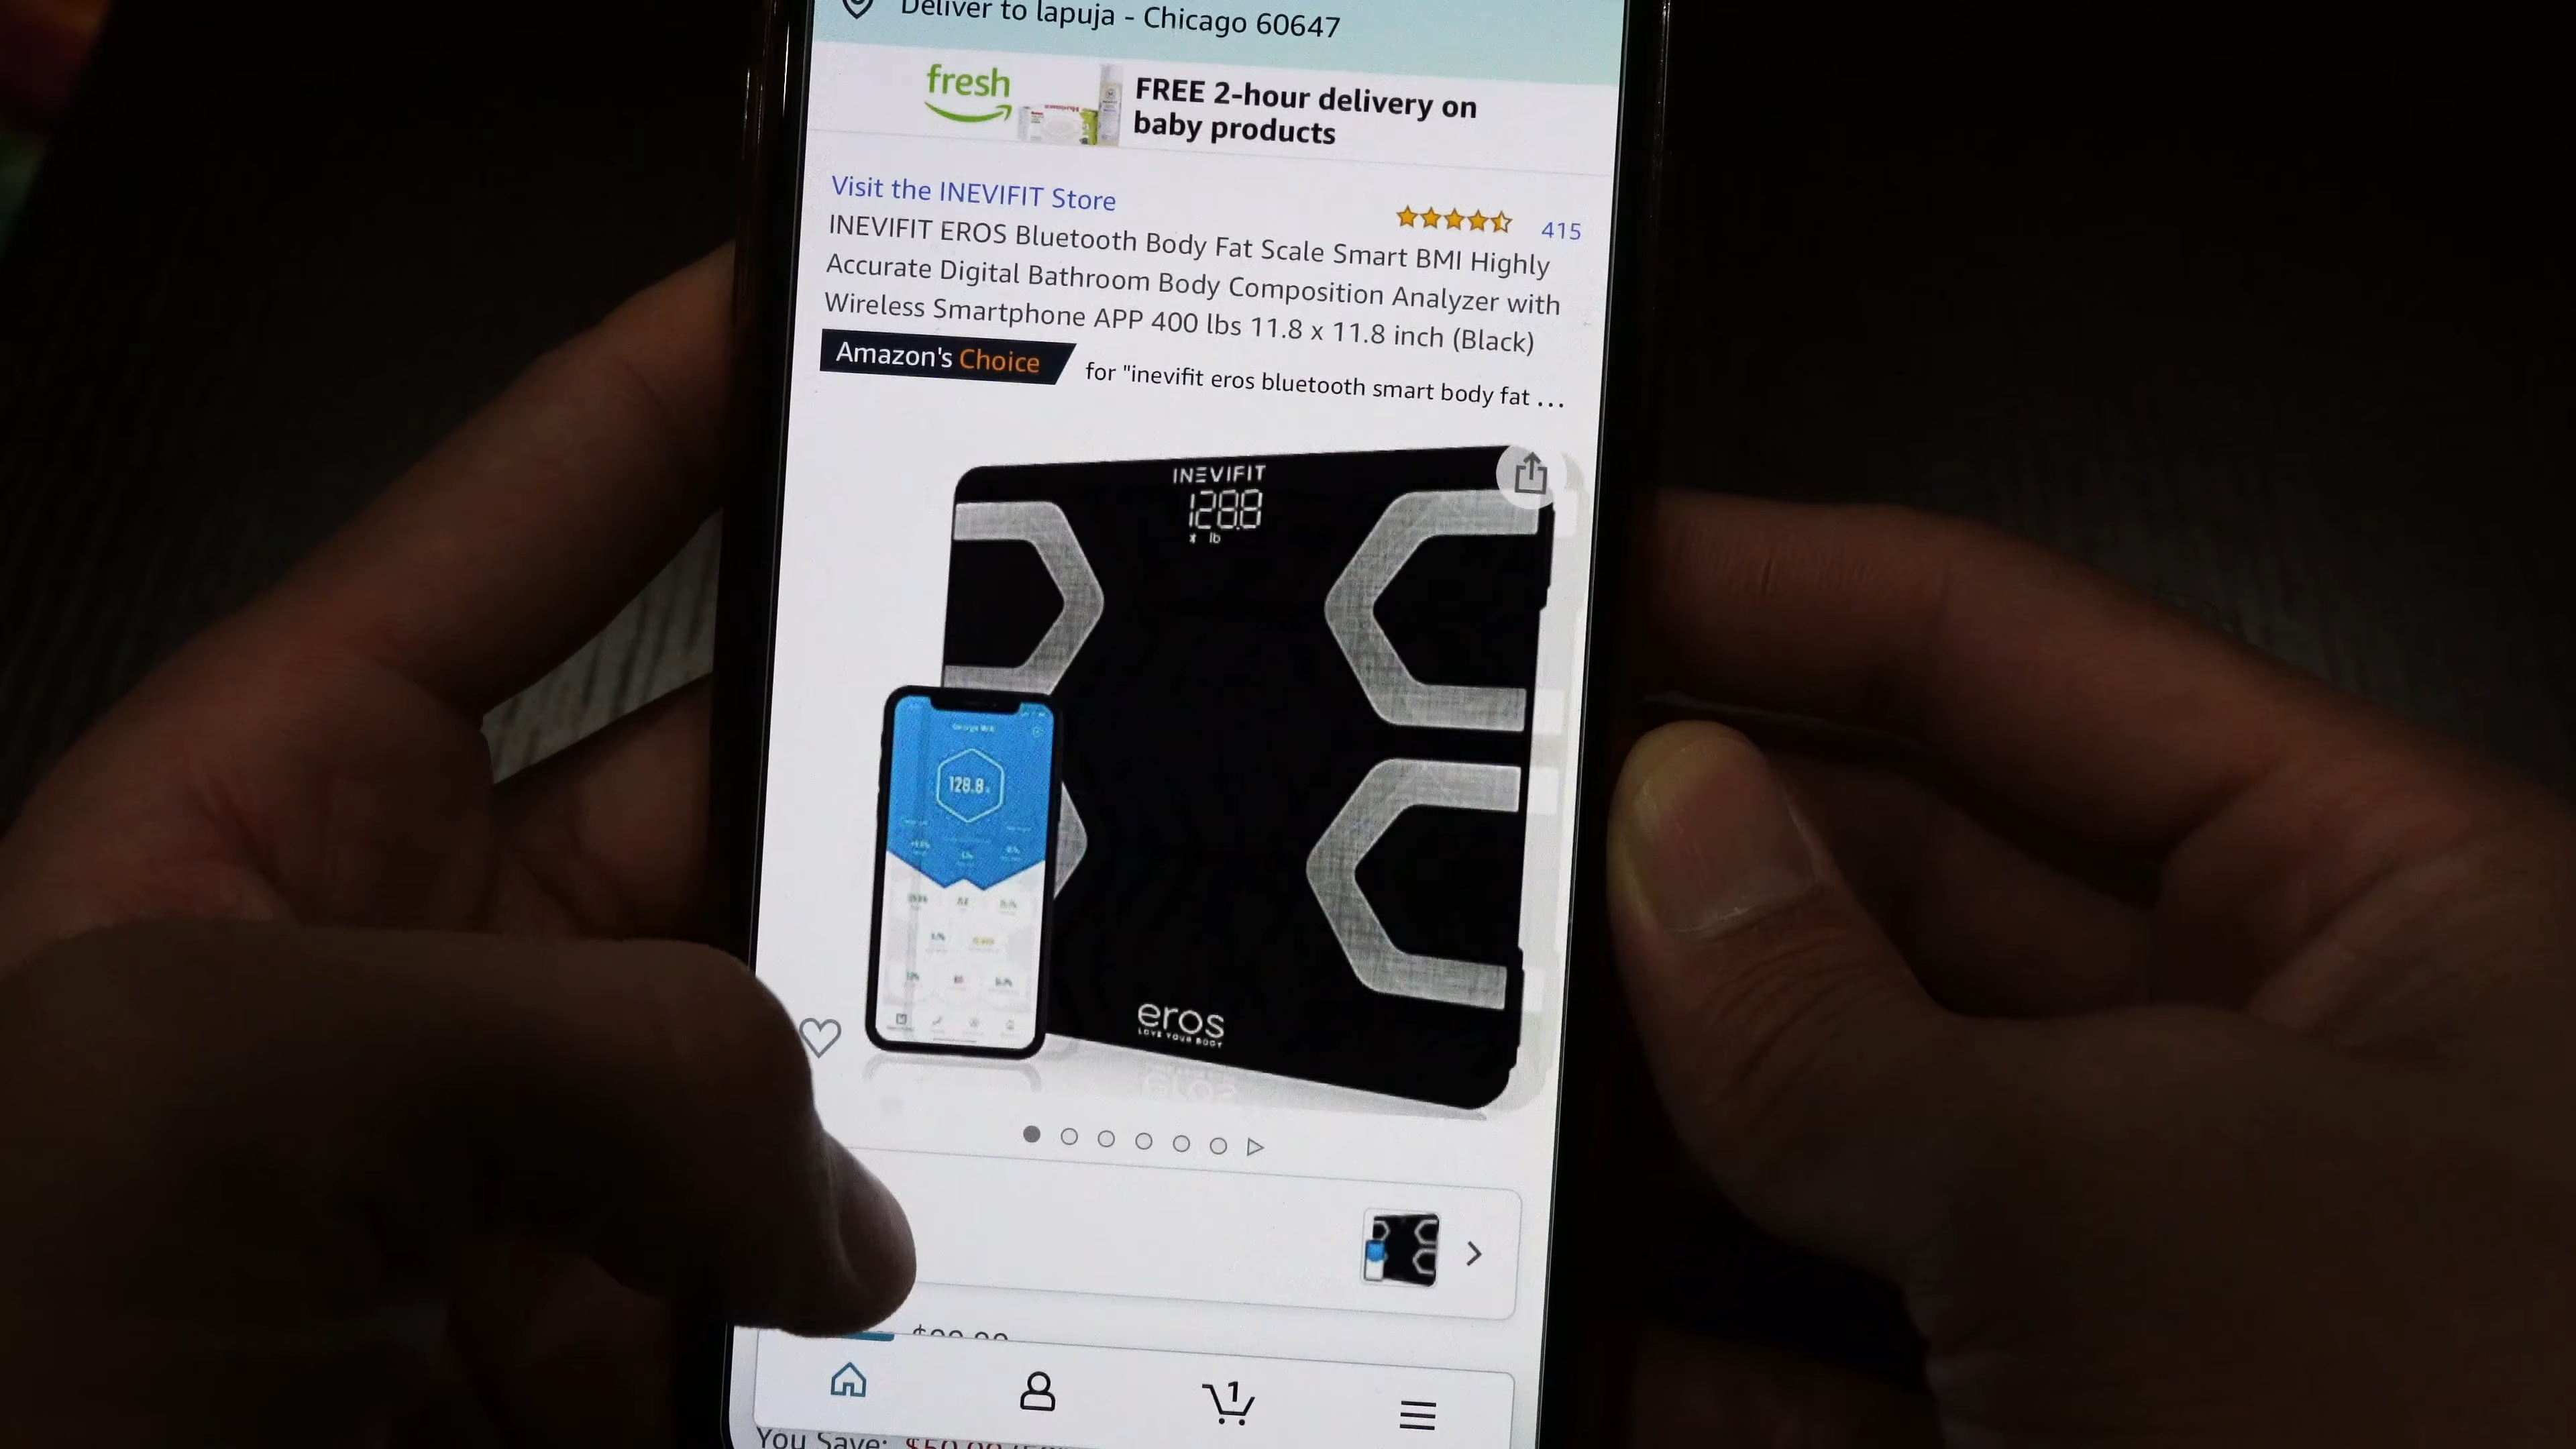 Deliver to lapuja - Chicago 60647
fresh
FREE 2-hour delivery on
baby products
Visit the INEVIFIT Store
415
INEVIFIT EROS Bluetooth Body Fat Scale Smart BMI Highly
Accurate Digital Bathroom Body Composition Analyzer with
Wireless Smartphone APP 400 lbs 11.8 x 11.8 inch (Black)
Amazon's Choice
for "inevifit eros bluetooth smart body fat ...
INEVIFIT
128.8
lb
128.8
eros
LOVE YOUR BODY
1
You Save: